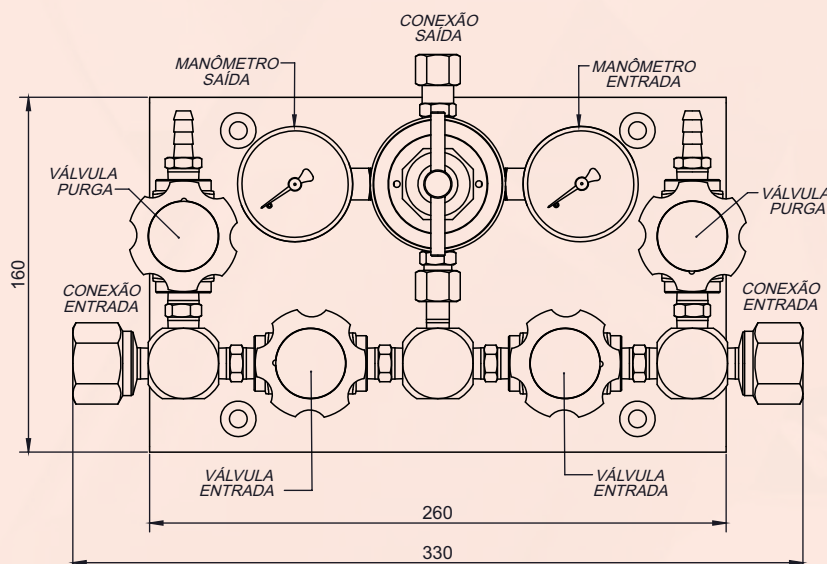 CONEXÃO
SAÍDA
MANÔMETRO
SAÍDA
MANÔMETRO
ENTRADA
VÁLVULA
PURGA
VÁLVULA
PURGA
160
CONEXÃO
ENTRADA
CONEXÃO
ENTRADA
VÁLVULA
ENTRADA
VÁLVULA
ENTRADA
260
330